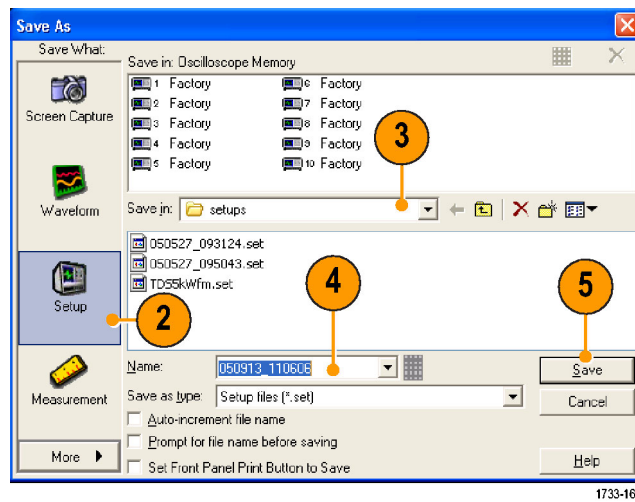 Save As
Save What:
Screen Capture
Waveform
Setup
Measurement
More
Save in: Oscilloscope Memory
1 Factory
2 Factory
3 Factory
4 Factory
5 Factory
6 Factory
7 Factory
8 Factory
9 Factory
10 Factory
3
Save in: setups
050527_093124.set
050527_095043.set
TDS5kWfm.set
2
4
5
Name: 050913_110606
Save as type: Setup files (*.set)
Auto-increment file name
Prompt for file name before saving
Set Front Panel Print Button to Save
Save
Cancel
Help
1733-16